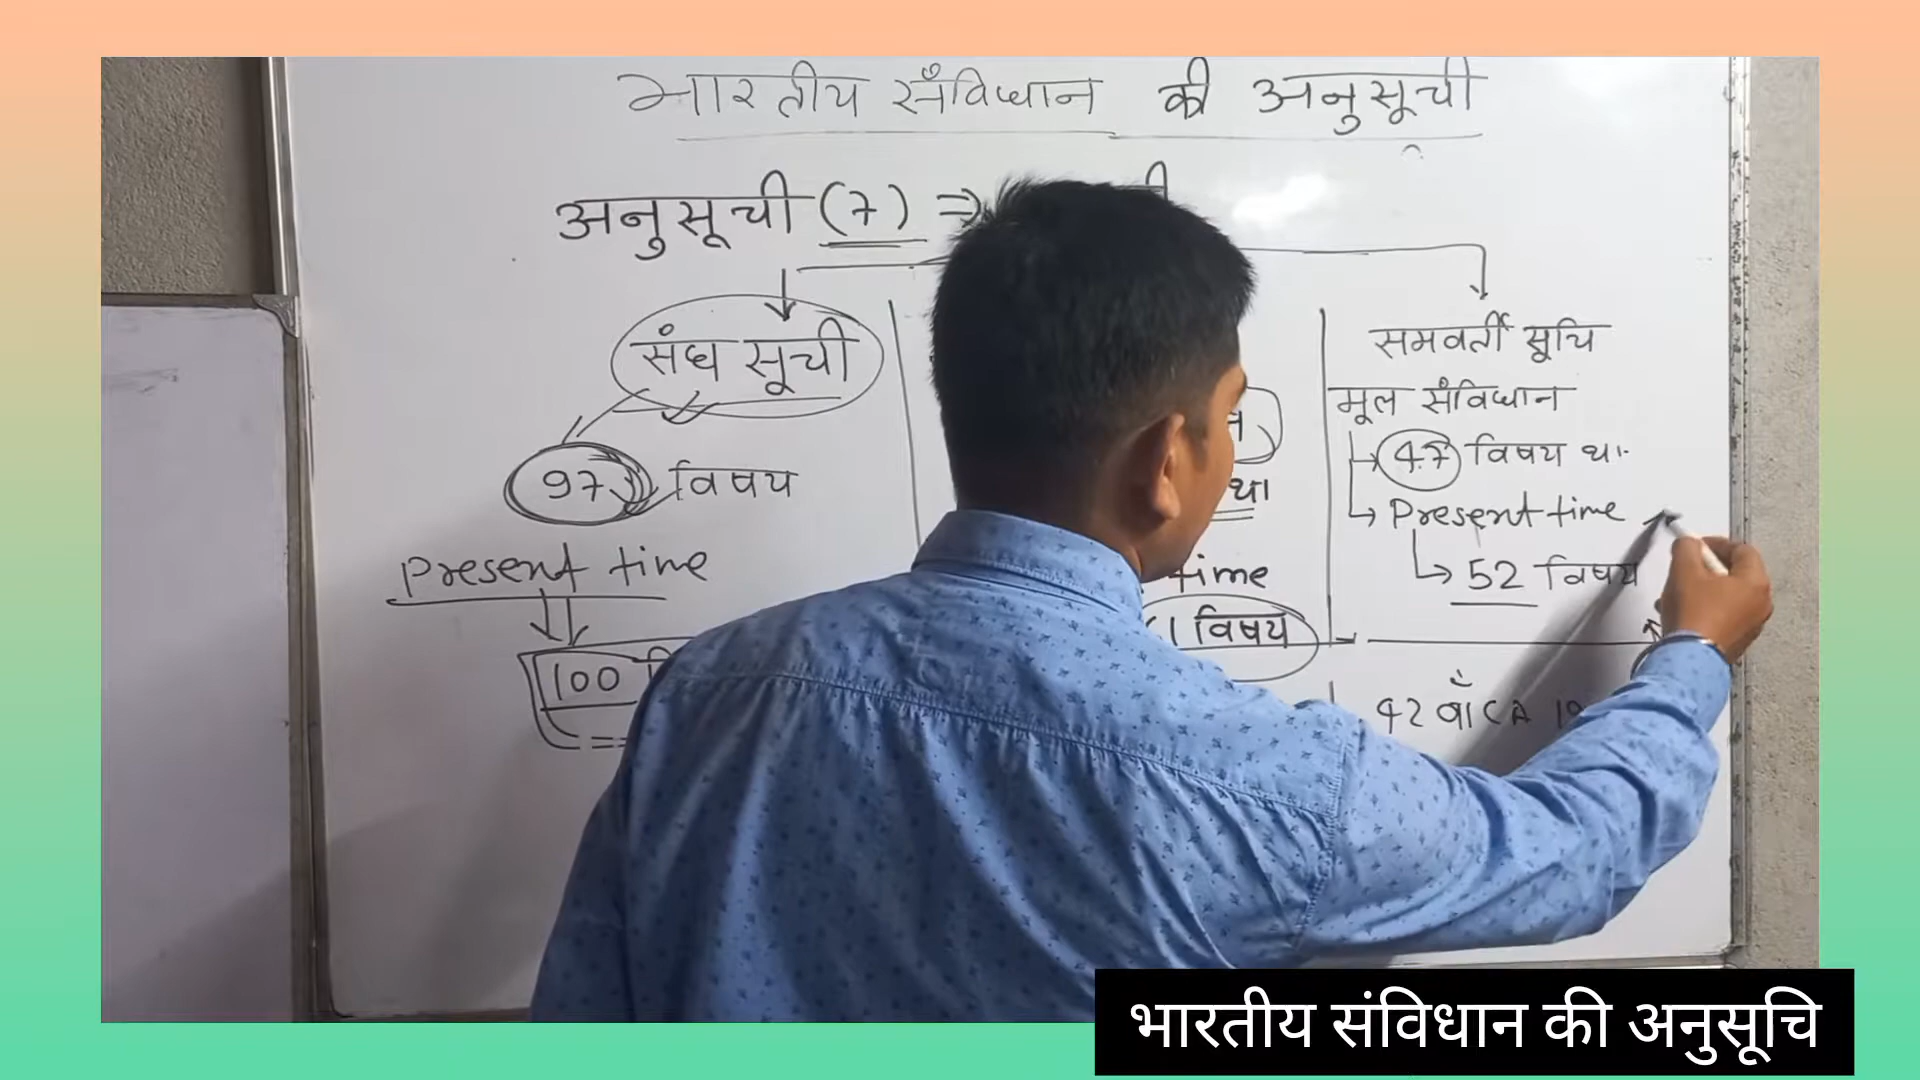 भारतीय सँविधान की अनुसूची
अनुसूची (7) ⇒
संघ सूची
97 विषय
Present time
100
था
time
विषय
समवर्ती सूचि
मूल सँविधान
47 विषय था
Present time
52 विषय
42 वाँ CA
भारतीय संविधान की अनुसूचि